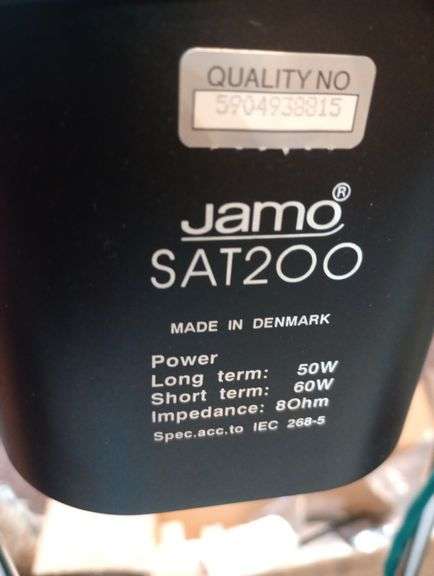 QUALITY NO
5904938815
Jamo®
SAT200
MADE IN DENMARK
Power
Long term: 50W
Short term: 60W
Impedance: 8Ohm
Spec.acc.to IEC 268-5